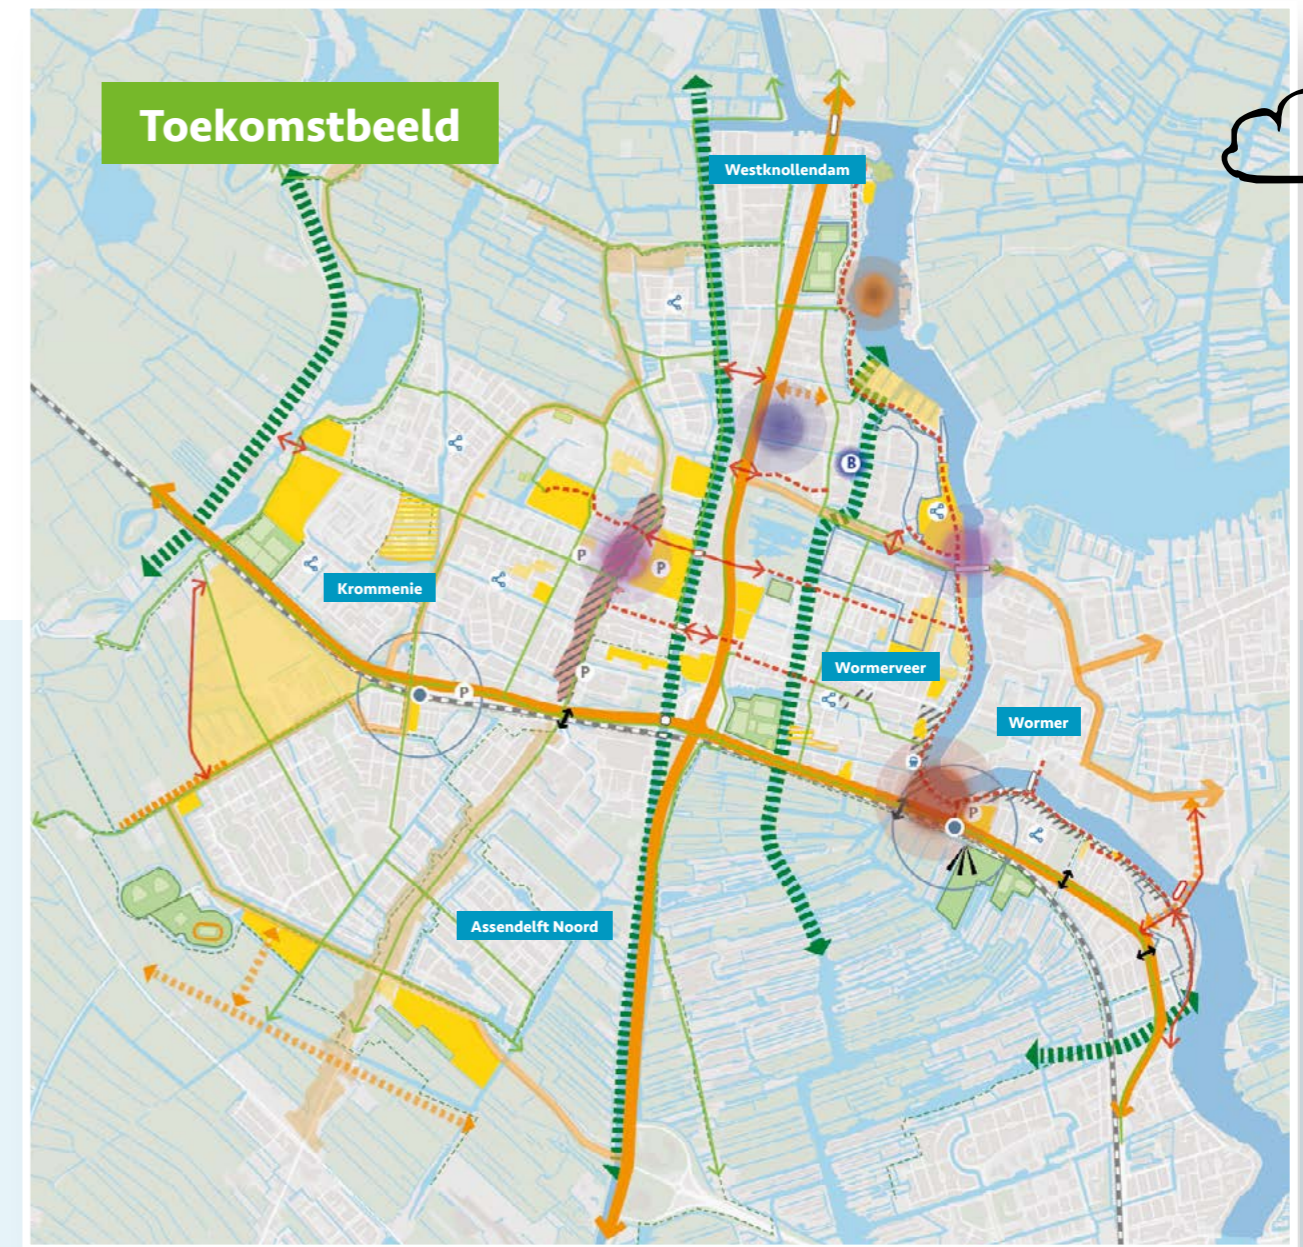 Toekomstbeeld
Westknollendam
B
P
P
Krommenie
Wormerveer
P
P
Wormer
P
Assendelft Noord